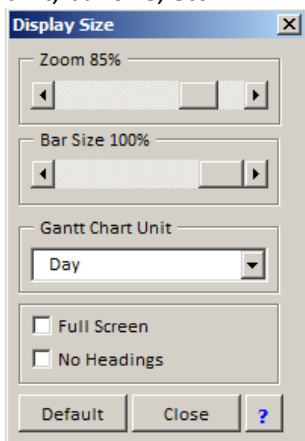 Display Size
Zoom 85%
Bar Size 100%
Gantt Chart Unit
Day
Full Screen
No Headings
Default Close ?